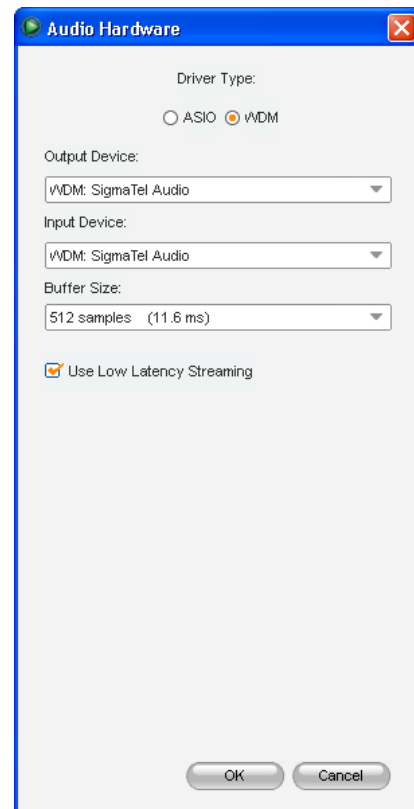 Audio Hardware
Driver Type:
ASIO WDM
Output Device:
WDM: SigmaTel Audio
Input Device:
WDM: SigmaTel Audio
Buffer Size:
512 samples (11.6 ms)
Use Low Latency Streaming
OK Cancel